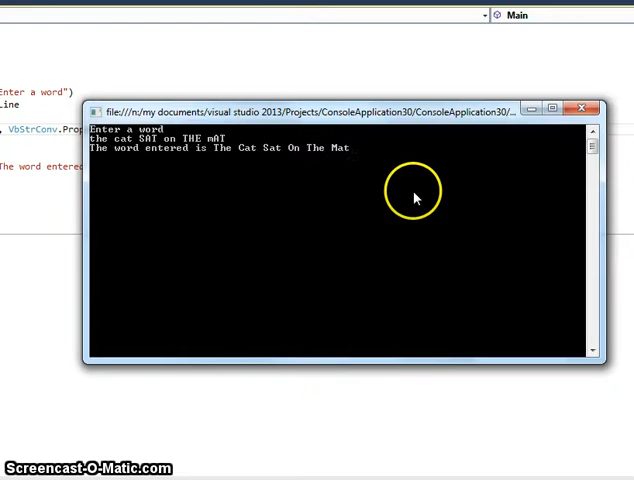 Main
Enter a word")
Line
, VbStrConv.Prop
The word entered
file:///n:/my documents/visual studio 2013/Projects/ConsoleApplication30/ConsoleApplication30/...
Enter a word
the cat SAT on THE mAT
The word entered is The Cat Sat On The Mat
Screencast-O-Matic.com